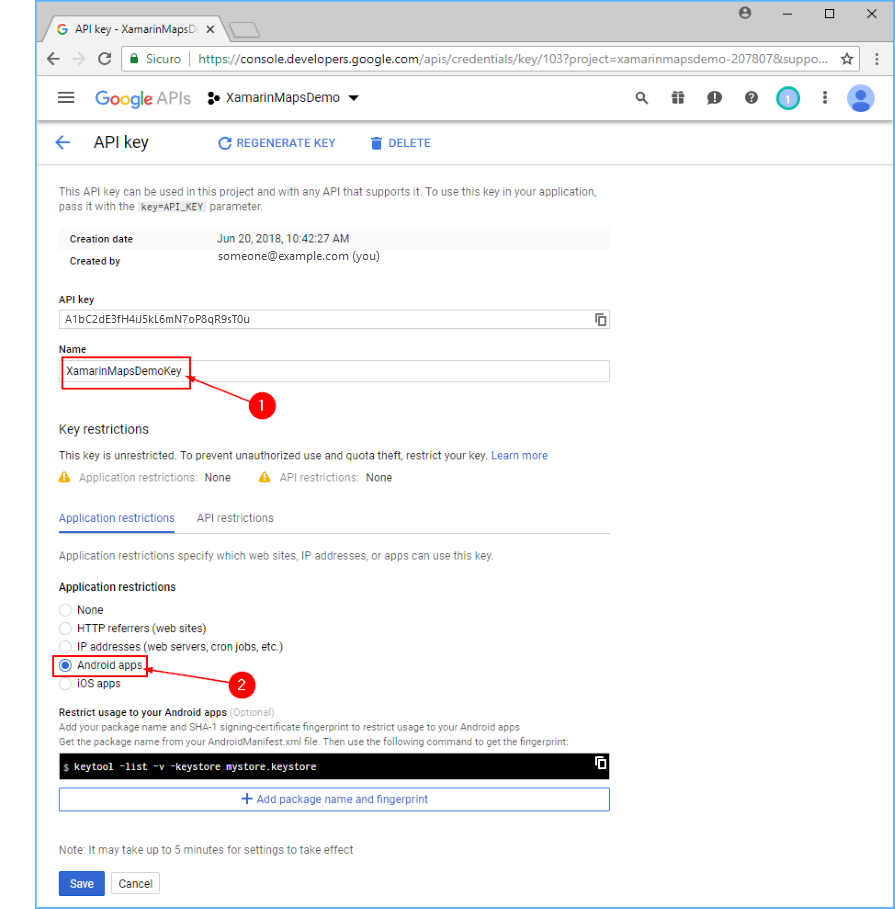 API key - XamarinMapsD
Sicuro https://console.developers.google.com/apis/credentials/key/103?project=xamarinmapsdemo-207807&suppo...
Google APIs XamarinMapsDemo 1
API key REGENERATE KEY DELETE
This API key can be used in this project and with any API that supports it. To use this key in your application,
pass it with the key=API_KEY parameter.
Creation date Jun 20, 2018, 10:42:27 AM
Created by someone@example.com (you)
API key
A1bC2dE3fH4iJ5kL6mN7oP8qR9sT0u
Name
XamarinMapsDemoKey
1
Key restrictions
This key is unrestricted. To prevent unauthorized use and quota theft, restrict your key. Learn more
Application restrictions: None API restrictions: None
Application restrictions API restrictions
Application restrictions specify which web sites, IP addresses, or apps can use this key.
Application restrictions
None
HTTP referrers (web sites)
IP addresses (web servers, cron jobs, etc.)
Android apps
2
iOS apps
Restrict usage to your Android apps (Optional)
Add your package name and SHA-1 signing-certificate fingerprint to restrict usage to your Android apps
Get the package name from your AndroidManifest.xml file. Then use the following command to get the fingerprint:
$ keytool -list -v -keystore mystore.keystore
+ Add package name and fingerprint
Note: It may take up to 5 minutes for settings to take effect
Save Cancel